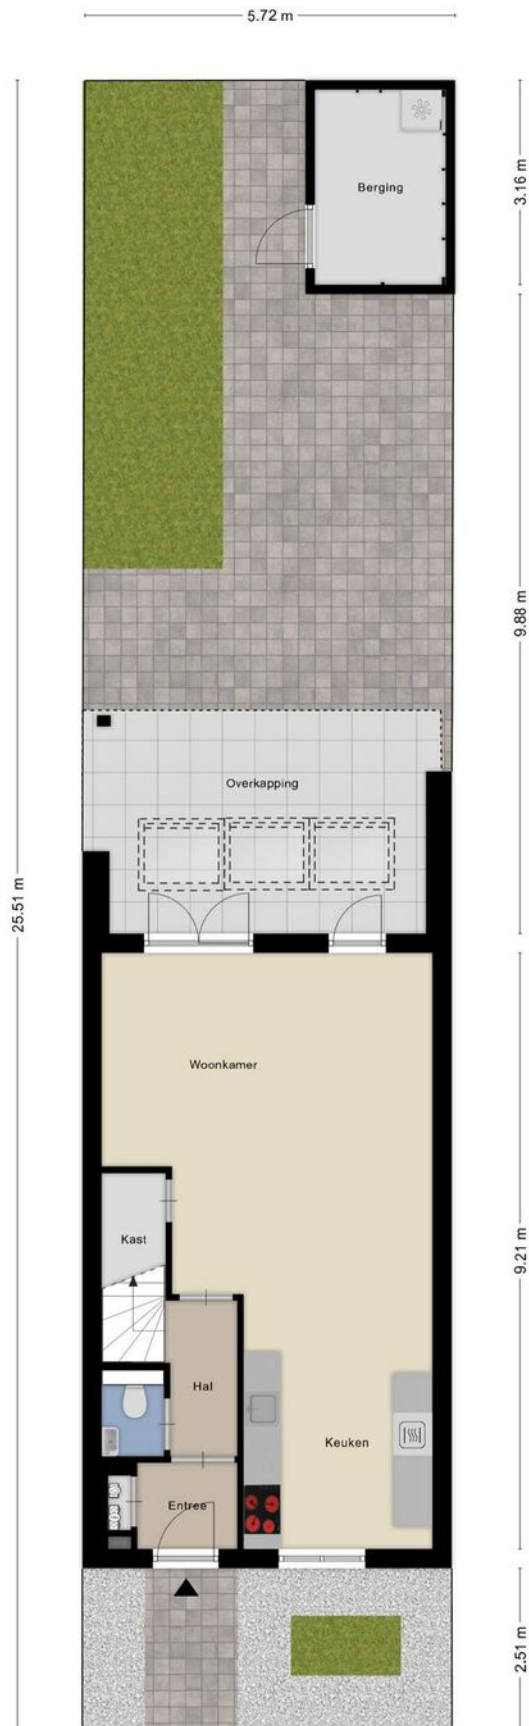 5.72 m
Berging
3.16 m
9.88 m
Overkapping
25.51 m
Woonkamer
Kast
9.21 m
Hal
Keuken
Entree
2.51 m